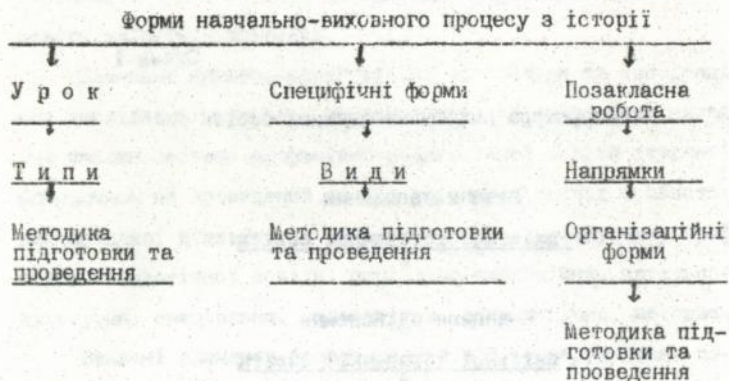 Форми навчально-виховного процесу з історії
Урок
Специфічні форми
Позакласна
робота
Типи
Види
Напрямки
Методика
підготовки та
проведення
Методика підготовки
та проведення
Організаційні
форми
Методика під-
готовки та
проведення